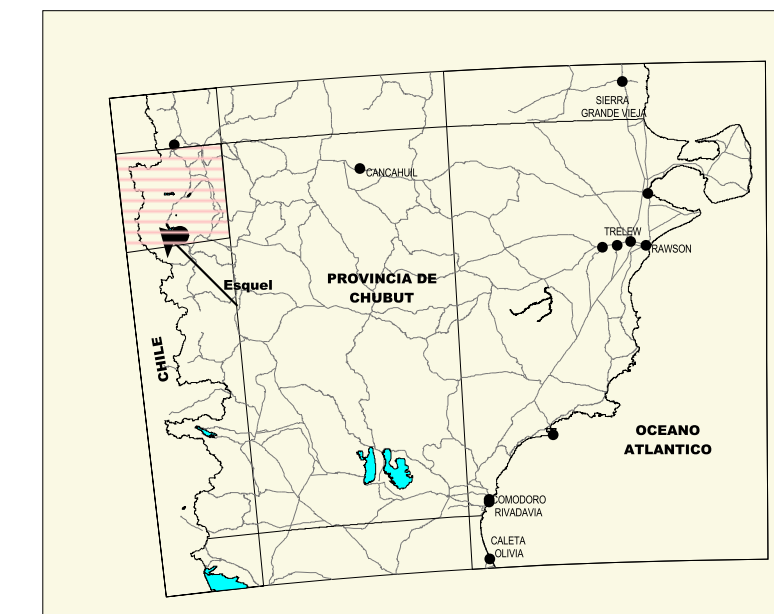 SIERRA
GRANDE VIEJA
CANCAHUIL
TRELEW
RAWSON
PROVINCIA DE
CHUBUT
Esquel
CHILE
OCEANO
ATLANTICO
COMODORO
RIVADAVIA
CALETA
OLIVIA